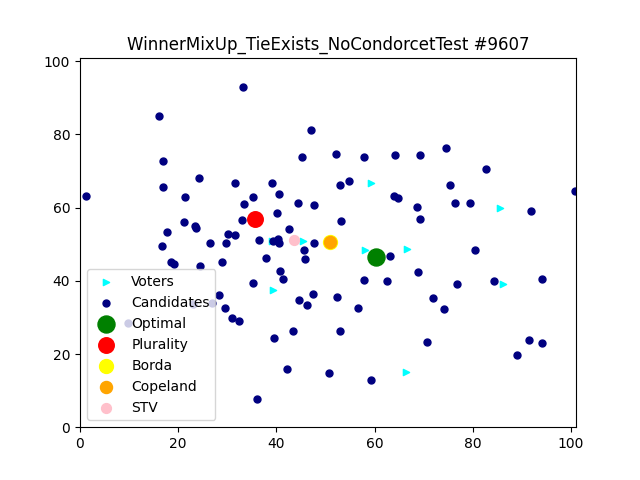 WinnerMixUp_TieExists_NoCondorcetTest #9607
100
80
60
40
20
0
Voters
Candidates
Optimal
Plurality
Borda
Copeland
STV
0 20 40 60 80 100